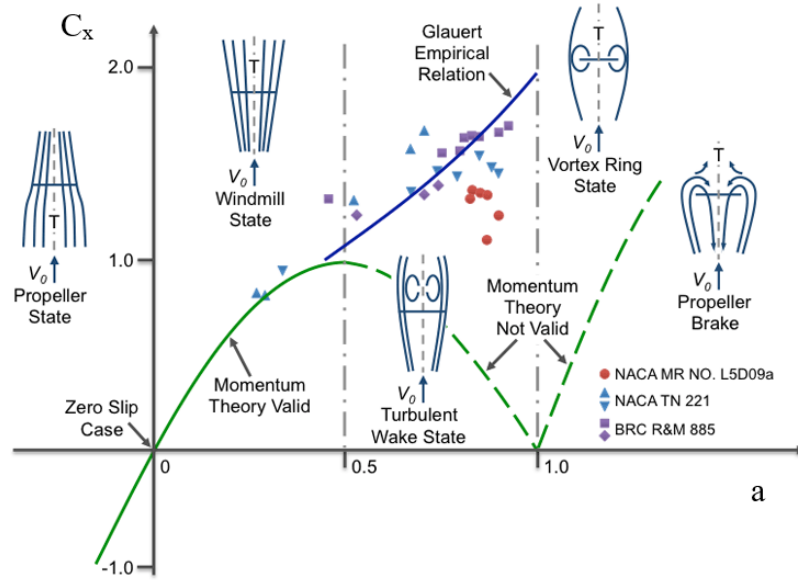 Cₓ
2.0
1.0
-1.0
0
0.5
1.0
a
T
V₀
Propeller
State
T
V₀
Windmill
State
Glauert
Empirical
Relation
T
V₀
Vortex Ring
State
T
V₀
Propeller
Brake
T
V₀
Turbulent
Wake State
Zero Slip
Case
Momentum
Theory Valid
Momentum
Theory
Not Valid
NACA MR NO. L5D09a
NACA TN 221
BRC R&M 885